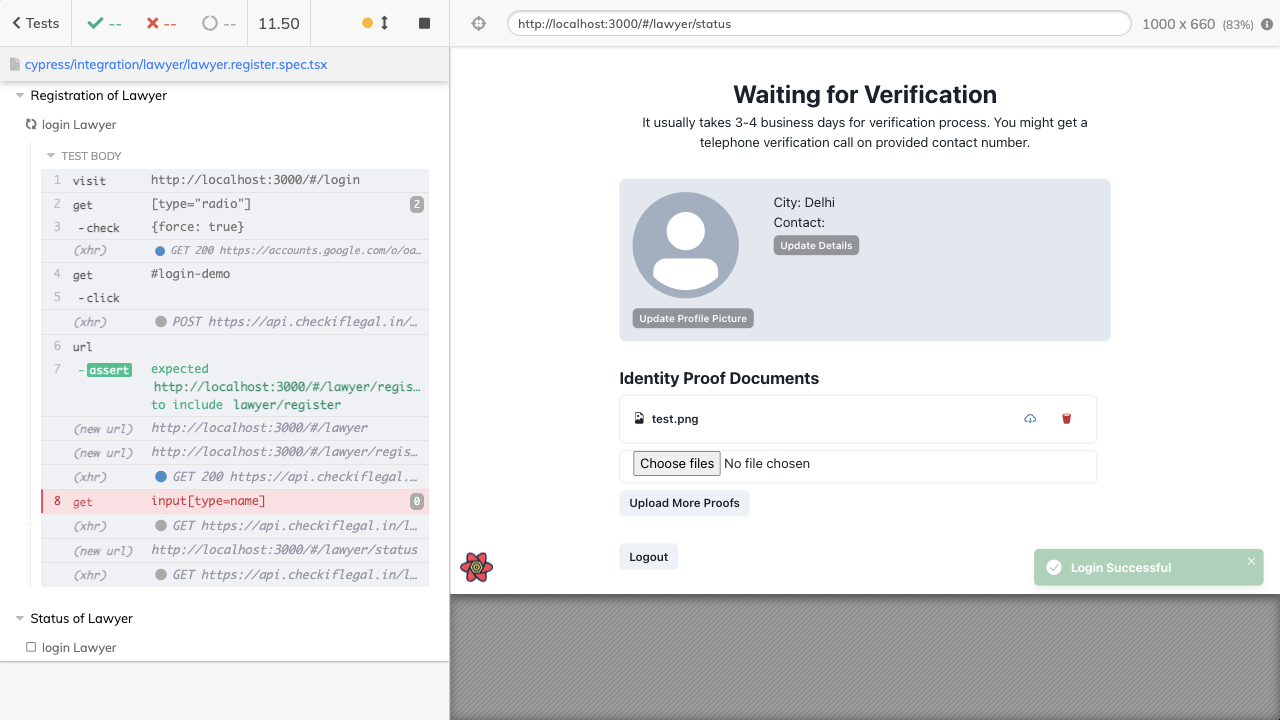 Tests
--
--
--
11.50
http://localhost:3000/#/lawyer/status
1000 x 660 (83%)
cypress/integration/lawyer/lawyer.register.spec.tsx
Registration of Lawyer
login Lawyer
TEST BODY
1 visit http://localhost:3000/#/login
2 get [type="radio"] 2
3 -check {force: true}
(xhr) GET 200 https://accounts.google.com/o/oa…
4 get #login-demo
5 -click
(xhr) POST https://api.checkiflegal.in/…
6 url
7 -assert expected
http://localhost:3000/#/lawyer/regis…
to include lawyer/register
(new url) http://localhost:3000/#/lawyer
(new url) http://localhost:3000/#/lawyer/regis…
(xhr) GET 200 https://api.checkiflegal.…
8 get input[type=name] 0
(xhr) GET https://api.checkiflegal.in/l…
(new url) http://localhost:3000/#/lawyer/status
(xhr) GET https://api.checkiflegal.in/l…
Status of Lawyer
login Lawyer
Waiting for Verification
It usually takes 3-4 business days for verification process. You might get a
telephone verification call on provided contact number.
City: Delhi
Contact:
Update Details
Update Profile Picture
Identity Proof Documents
test.png
Choose files No file chosen
Upload More Proofs
Logout
Login Successful